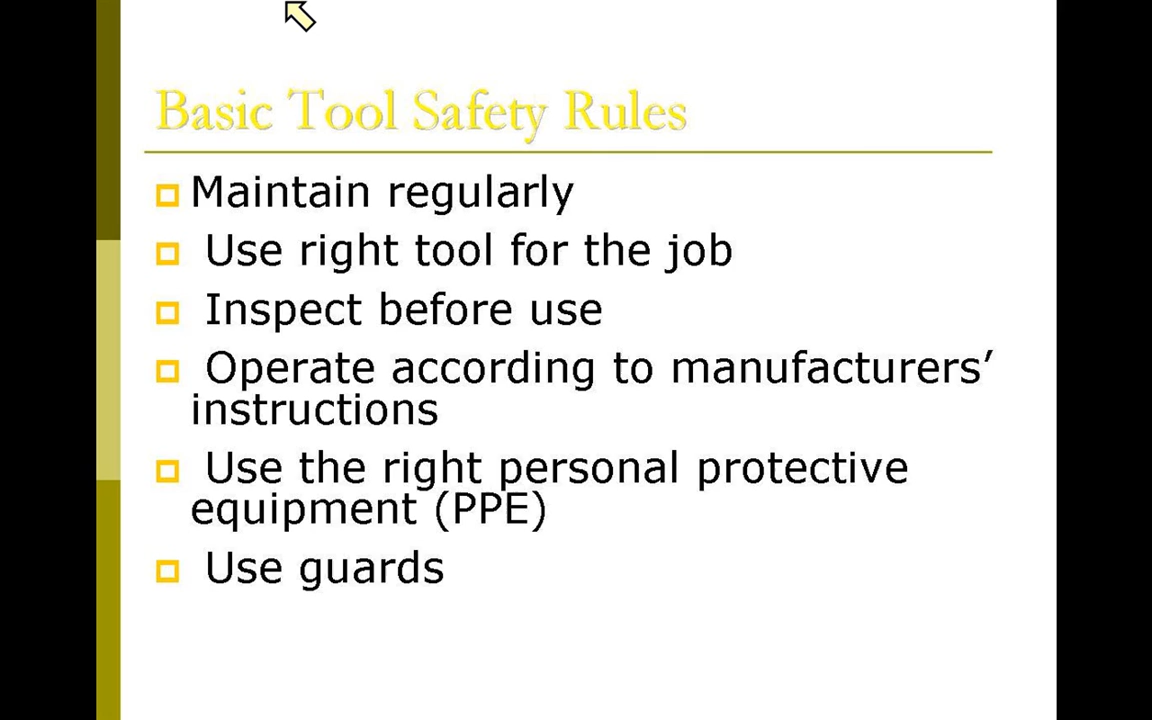 Basic Tool Safety Rules
Maintain regularly
Use right tool for the job
Inspect before use
Operate according to manufacturers’
instructions
Use the right personal protective
equipment (PPE)
Use guards